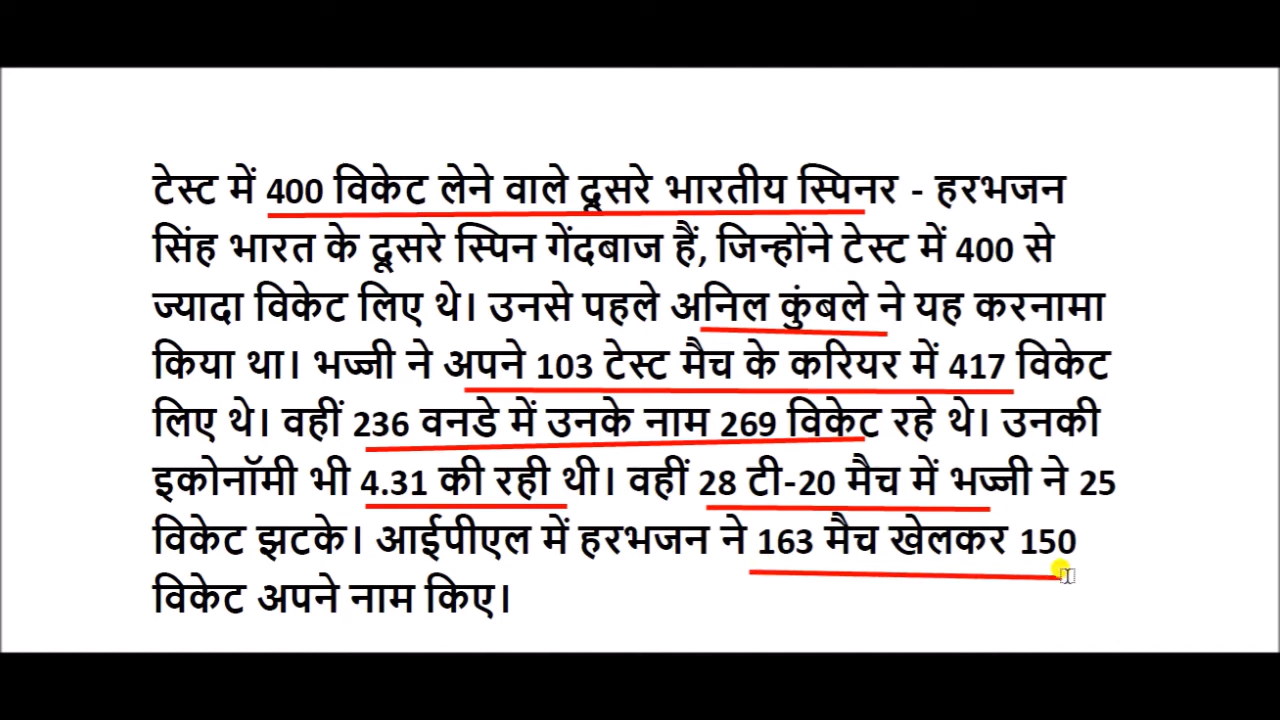 टेस्ट में 400 विकेट लेने वाले दूसरे भारतीय स्पिनर - हरभजन
सिंह भारत के दूसरे स्पिन गेंदबाज हैं, जिन्होंने टेस्ट में 400 से
ज्यादा विकेट लिए थे। उनसे पहले अनिल कुंबले ने यह करनामा
किया था। भज्जी ने अपने 103 टेस्ट मैच के करियर में 417 विकेट
लिए थे। वहीं 236 वनडे में उनके नाम 269 विकेट रहे थे। उनकी
इकोनॉमी भी 4.31 की रही थी। वहीं 28 टी-20 मैच में भज्जी ने 25
विकेट झटके। आईपीएल में हरभजन ने 163 मैच खेलकर 150
विकेट अपने नाम किए।